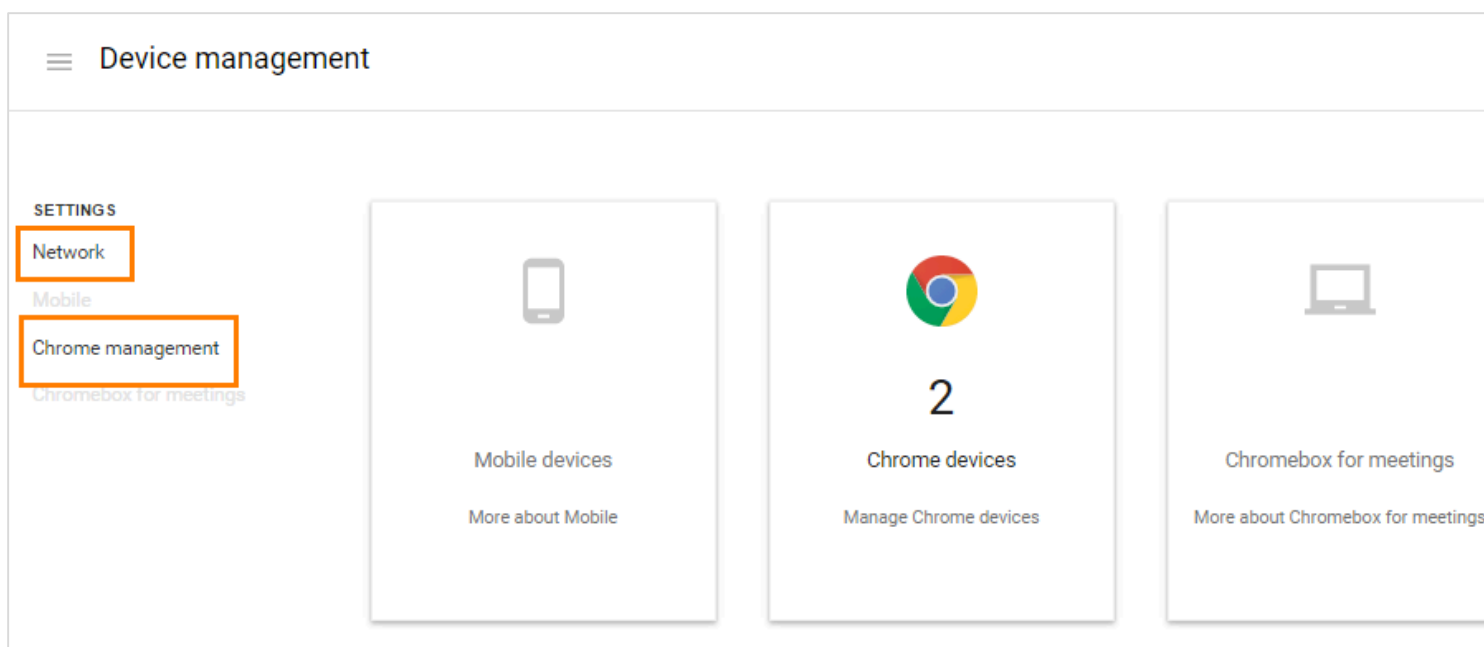 Device management
SETTINGS
Network
Mobile
Chrome management
Chromebox for meetings
Mobile devices
More about Mobile
2
Chrome devices
Manage Chrome devices
Chromebox for meetings
More about Chromebox for meetings